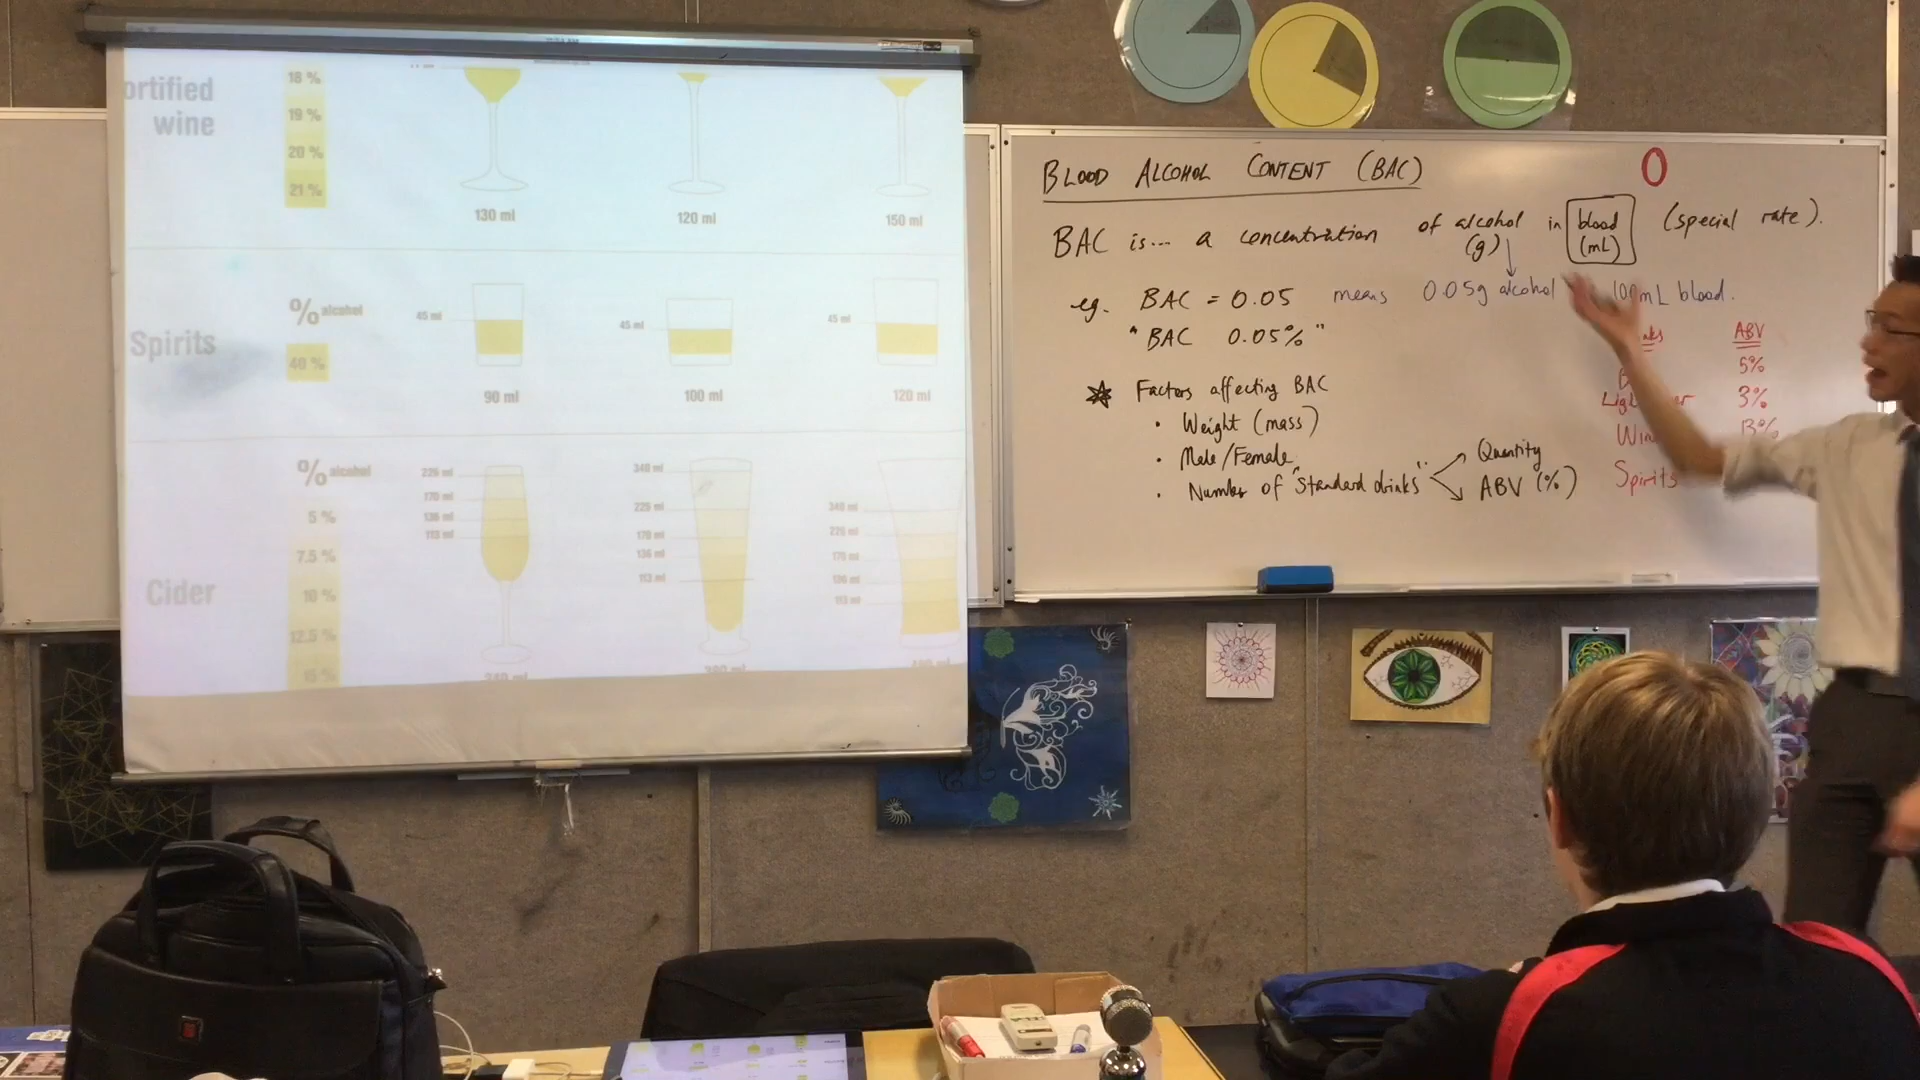 ortified
wine
18 %
19 %
20 %
21 %
130 ml
120 ml
150 ml
Spirits
% alcohol
40 %
45 ml
45 ml
45 ml
90 ml
100 ml
120 ml
Cider
% alcohol
5 %
7.5 %
10 %
12.5 %
15 %
225 ml
170 ml
136 ml
113 ml
340 ml
225 ml
170 ml
136 ml
113 ml
340 ml
225 ml
170 ml
136 ml
113 ml
BLOOD ALCOHOL CONTENT (BAC)
0
BAC is... a concentration of alcohol (g) in blood (mL) (special rate).
eg. BAC = 0.05 means 0.05g alcohol 100mL blood.
"BAC 0.05%"
Factors affecting BAC
• Weight (mass)
• Male/Female
• Number of "standard drinks"
Quantity
ABV (%)
ABV
5%
3%
13%
Spirits